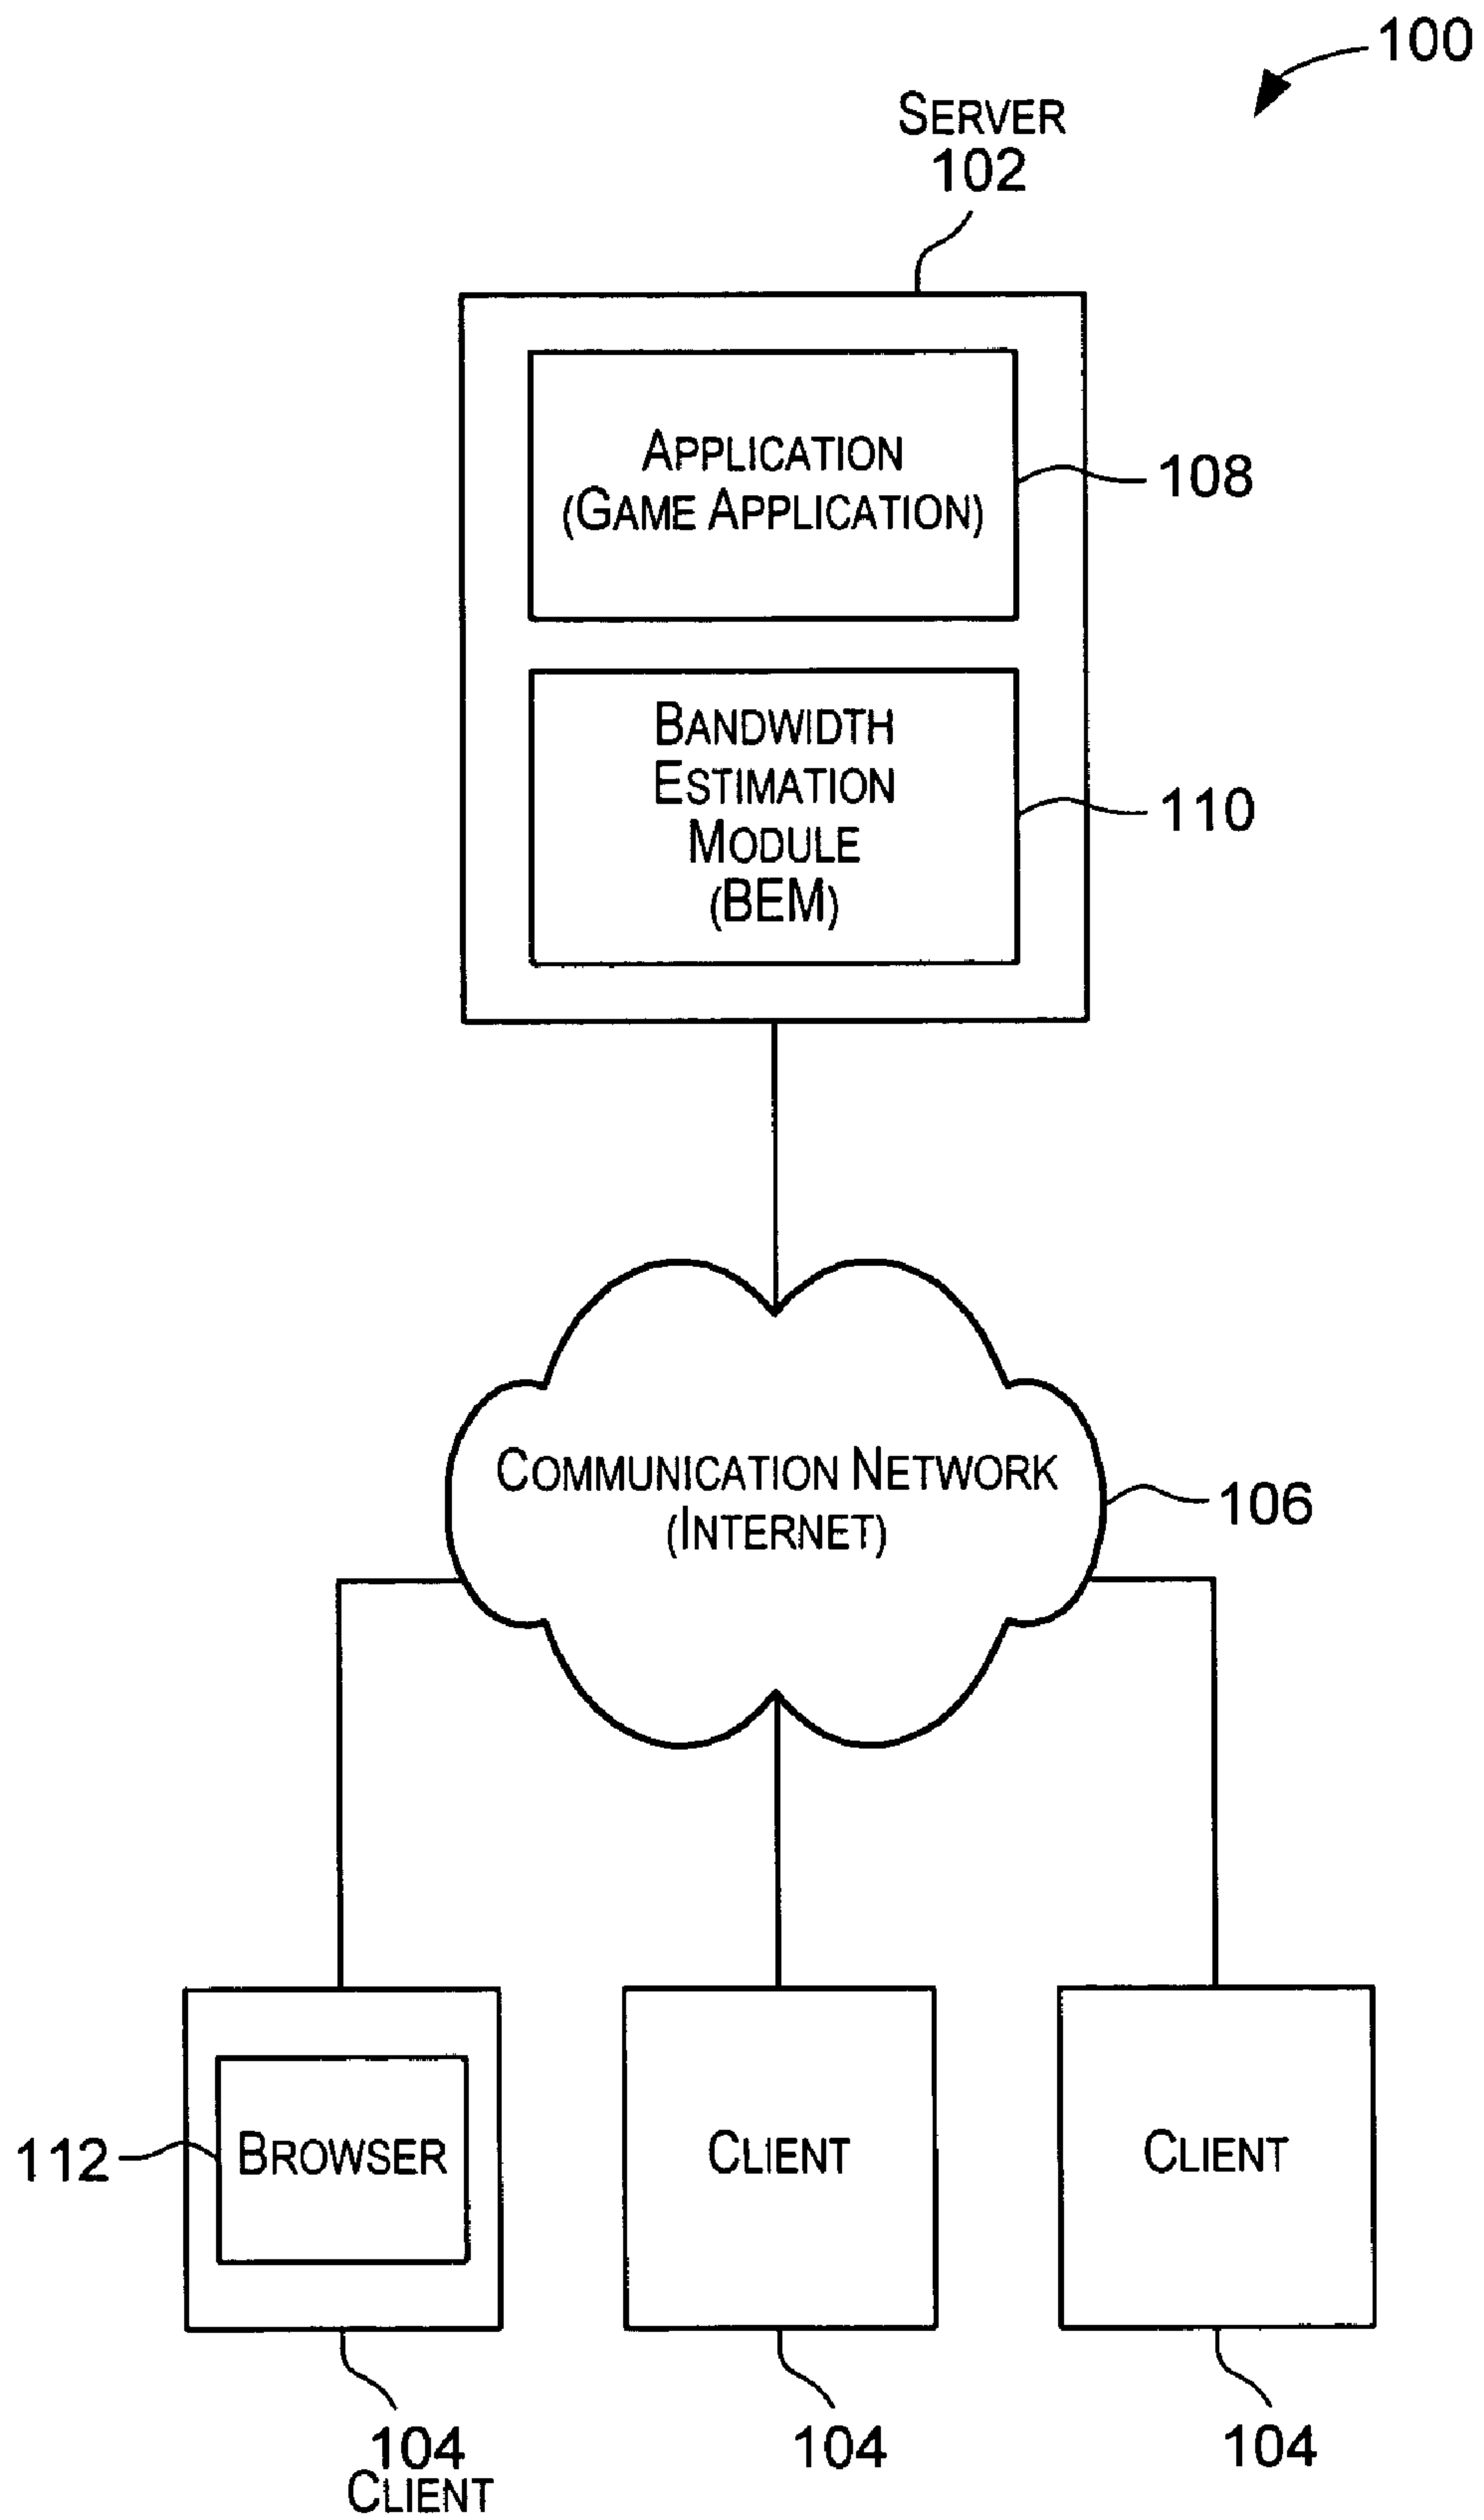 100
SERVER
102
APPLICATION
(GAME APPLICATION)
108
BANDWIDTH
ESTIMATION
MODULE
(BEM)
110
COMMUNICATION NETWORK
(INTERNET)
106
112
BROWSER
CLIENT
CLIENT
104
CLIENT
104
104